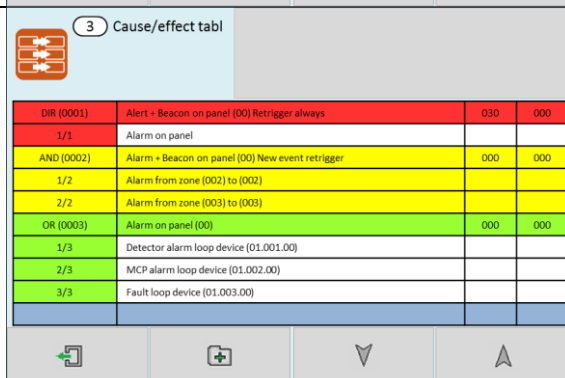 3 Cause/effect tabl
DIR (0001) Alert + Beacon on panel (00) Retrigger always 030 000
1/1 Alarm on panel
AND (0002) Alarm + Beacon on panel (00) New event retrigger 000 000
1/2 Alarm from zone (002) to (002)
2/2 Alarm from zone (003) to (003)
OR (0003) Alarm on panel (00) 000 000
1/3 Detector alarm loop device (01.001.00)
2/3 MCP alarm loop device (01.002.00)
3/3 Fault loop device (01.003.00)